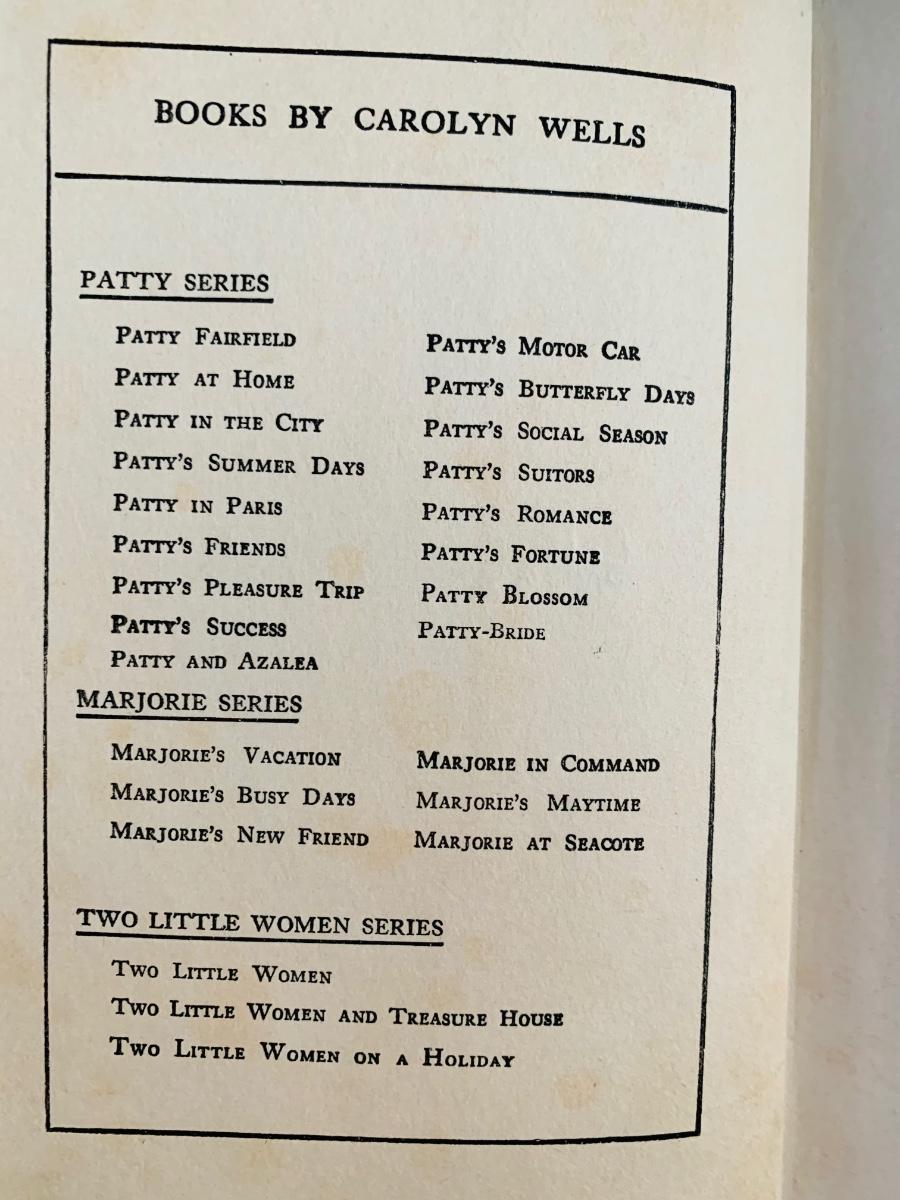 BOOKS BY CAROLYN WELLS
PATTY SERIES
PATTY FAIRFIELD
PATTY AT HOME
PATTY IN THE CITY
PATTY'S SUMMER DAYS
PATTY IN PARIS
PATTY'S FRIENDS
PATTY'S PLEASURE TRIP
PATTY'S SUCCESS
PATTY AND AZALEA
PATTY'S MOTOR CAR
PATTY'S BUTTERFLY DAYS
PATTY'S SOCIAL SEASON
PATTY'S SUITORS
PATTY'S ROMANCE
PATTY'S FORTUNE
PATTY BLOSSOM
PATTY-BRIDE
MARJORIE SERIES
MARJORIE'S VACATION
MARJORIE'S BUSY DAYS
MARJORIE'S NEW FRIEND
MARJORIE IN COMMAND
MARJORIE'S MAYTIME
MARJORIE AT SEACOTE
TWO LITTLE WOMEN SERIES
TWO LITTLE WOMEN
TWO LITTLE WOMEN AND TREASURE HOUSE
TWO LITTLE WOMEN ON A HOLIDAY